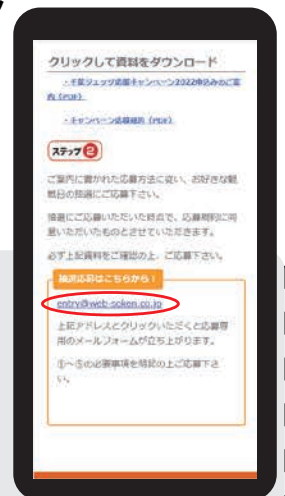 クリックして資料をダウンロード
・千葉ジェッツ応援キャンペーン2022申込みのご案
内（PDF）
・キャンペーン応募規約（PDF）
ステップ2
ご案内に書かれた応募方法に従い、お好きな観
戦日の抽選にご応募下さい。
抽選にご応募いただいた時点で、応募規約に同
意いただいたものとさせていただきます。
必ず上記資料をご確認の上、ご応募下さい。
抽選応募はこちらから！
entry@web-soken.co.jp
上記アドレスとクリックいただくと応募専
用のメールフォームが立ち上がります。
①～⑤の必要事項を明記の上ご応募下さ
い。